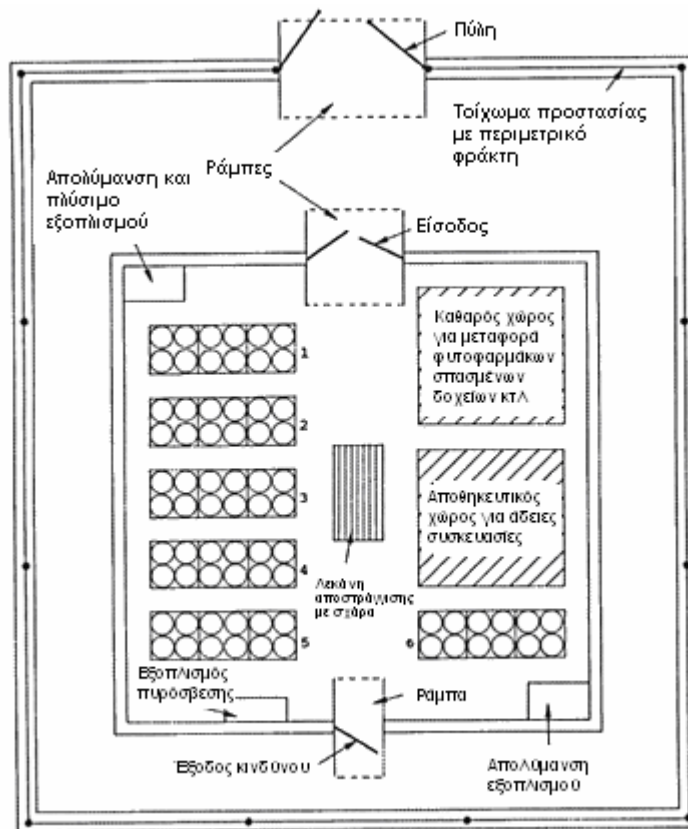 Πύλη
Τοίχωμα προστασίας
με περιμετρικό
φράκτη
Ράμπες
Απολύμανση και
πλύσιμο
εξοπλισμού
Είσοδος
Καθαρός χώρος
για μεταφορά
φυτοφαρμάκων
σπασμένων
δοχείων κτλ
1
2
3
Αποθηκευτικός
χώρος για άδειες
συσκευασίες
4
Λεκάνη
αποστράγγισης
με σχάρα
5
6
Εξοπλισμός
πυρόσβεσης
Ράμπα
Έξοδος κινδύνου
Απολύμανση
εξοπλισμού